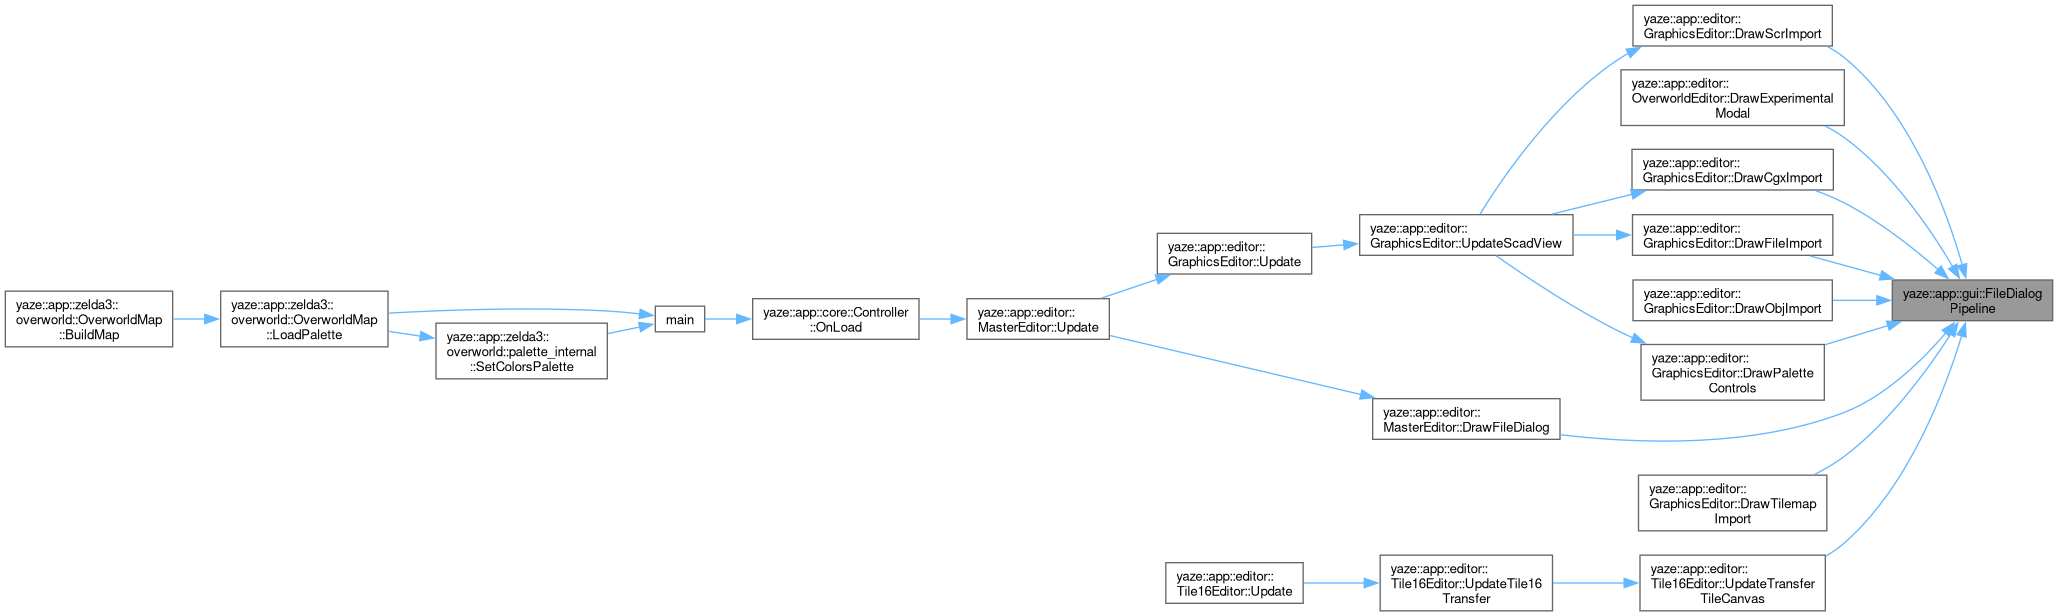 yaze::app::editor::
GraphicsEditor::DrawScrImport
yaze::app::editor::
OverworldEditor::DrawExperimental
Modal
yaze::app::editor::
GraphicsEditor::DrawCgxImport
yaze::app::editor::
GraphicsEditor::UpdateScadView
yaze::app::editor::
GraphicsEditor::DrawFileImport
yaze::app::editor::
GraphicsEditor::Update
yaze::app::zelda3::
overworld::OverworldMap
::BuildMap
yaze::app::zelda3::
overworld::OverworldMap
::LoadPalette
main
yaze::app::core::Controller
::OnLoad
yaze::app::editor::
MasterEditor::Update
yaze::app::editor::
GraphicsEditor::DrawObjImport
yaze::app::gui::FileDialog
Pipeline
yaze::app::zelda3::
overworld::palette_internal
::SetColorsPalette
yaze::app::editor::
GraphicsEditor::DrawPalette
Controls
yaze::app::editor::
MasterEditor::DrawFileDialog
yaze::app::editor::
GraphicsEditor::DrawTilemap
Import
yaze::app::editor::
Tile16Editor::Update
yaze::app::editor::
Tile16Editor::UpdateTile16
Transfer
yaze::app::editor::
Tile16Editor::UpdateTransfer
TileCanvas